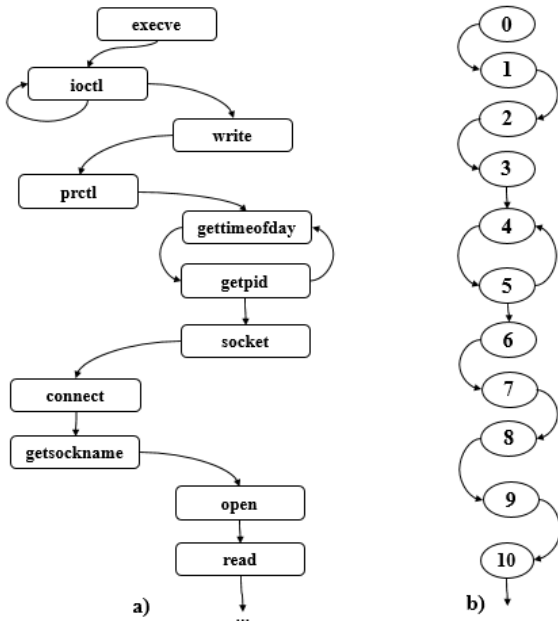 execve
ioctl
write
prctl
gettimeofday
getpid
socket
connect
getsockname
open
read
...
a)
0
1
2
3
4
5
6
7
8
9
10
b)